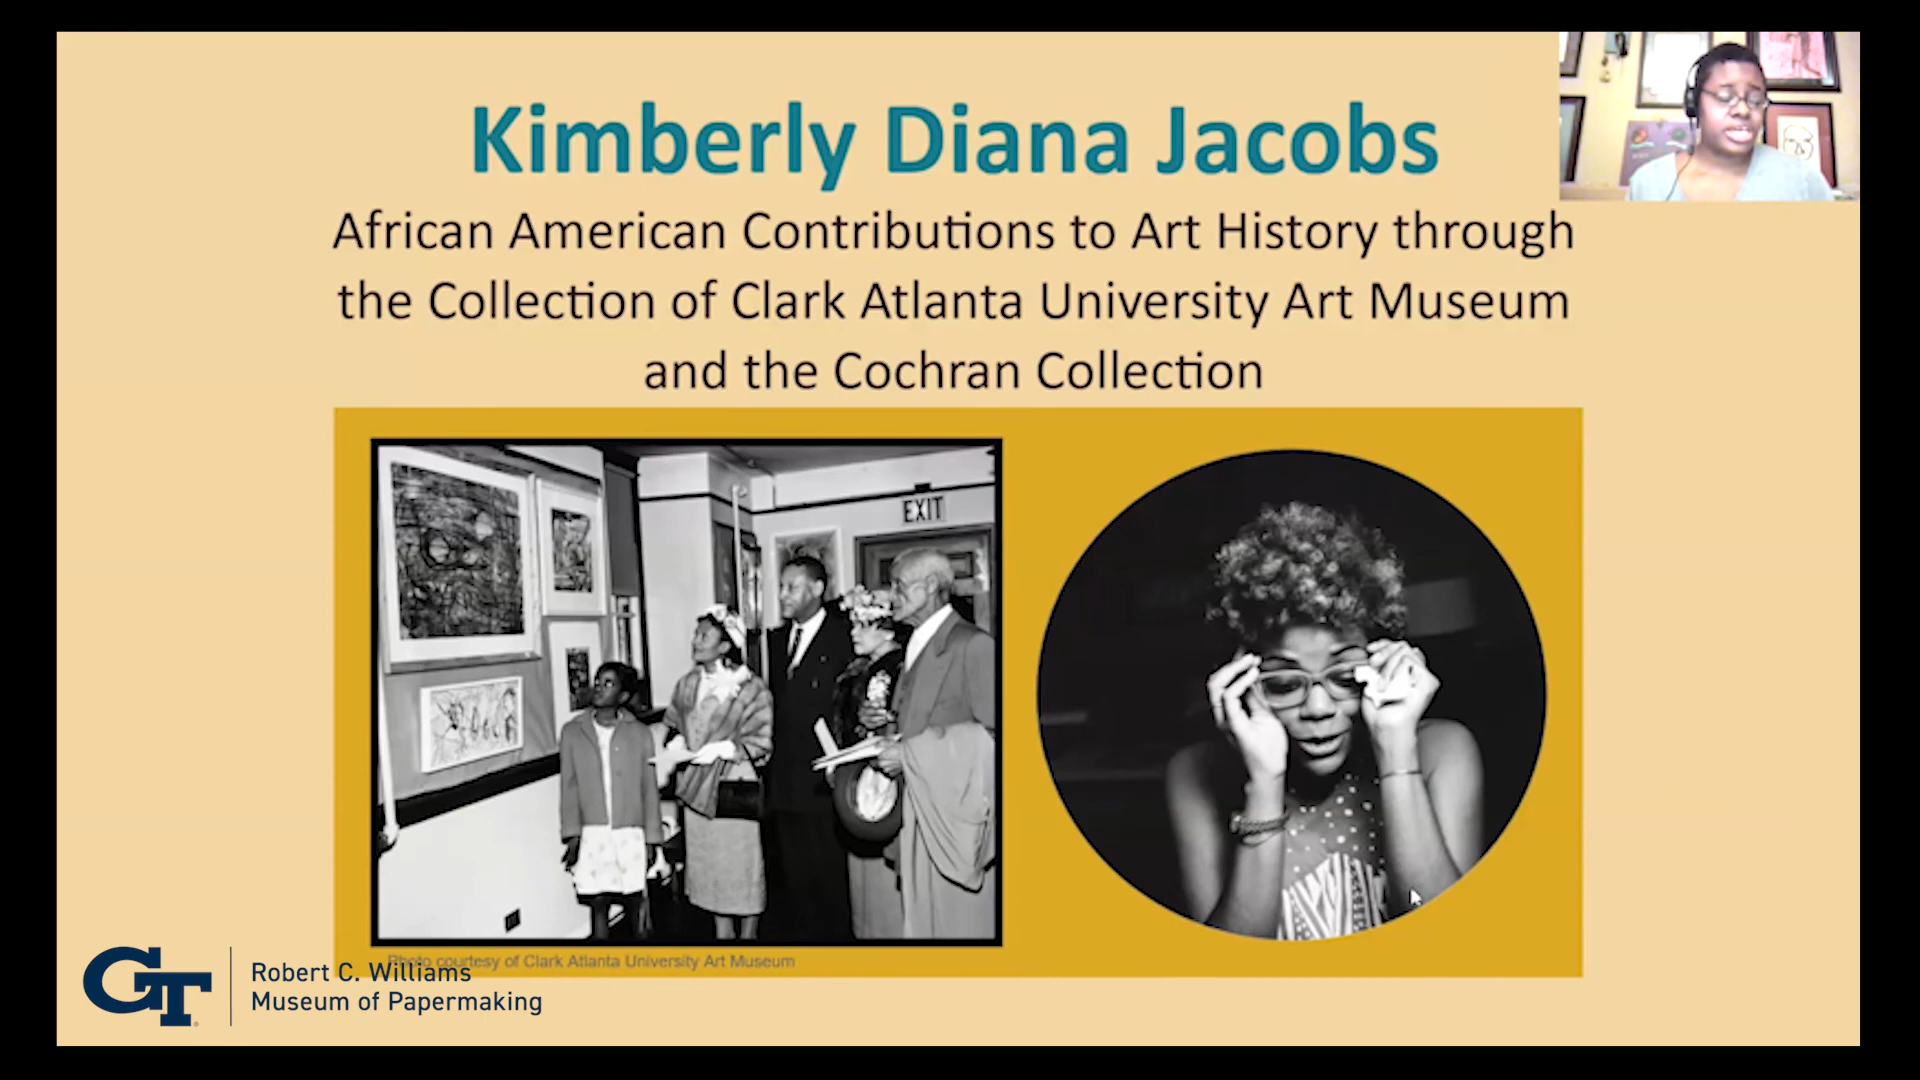 Kimberly Diana Jacobs
African American Contributions to Art History through
the Collection of Clark Atlanta University Art Museum
and the Cochran Collection
EXIT
Photo courtesy of Clark Atlanta University Art Museum
GT
Robert C. Williams
Museum of Papermaking